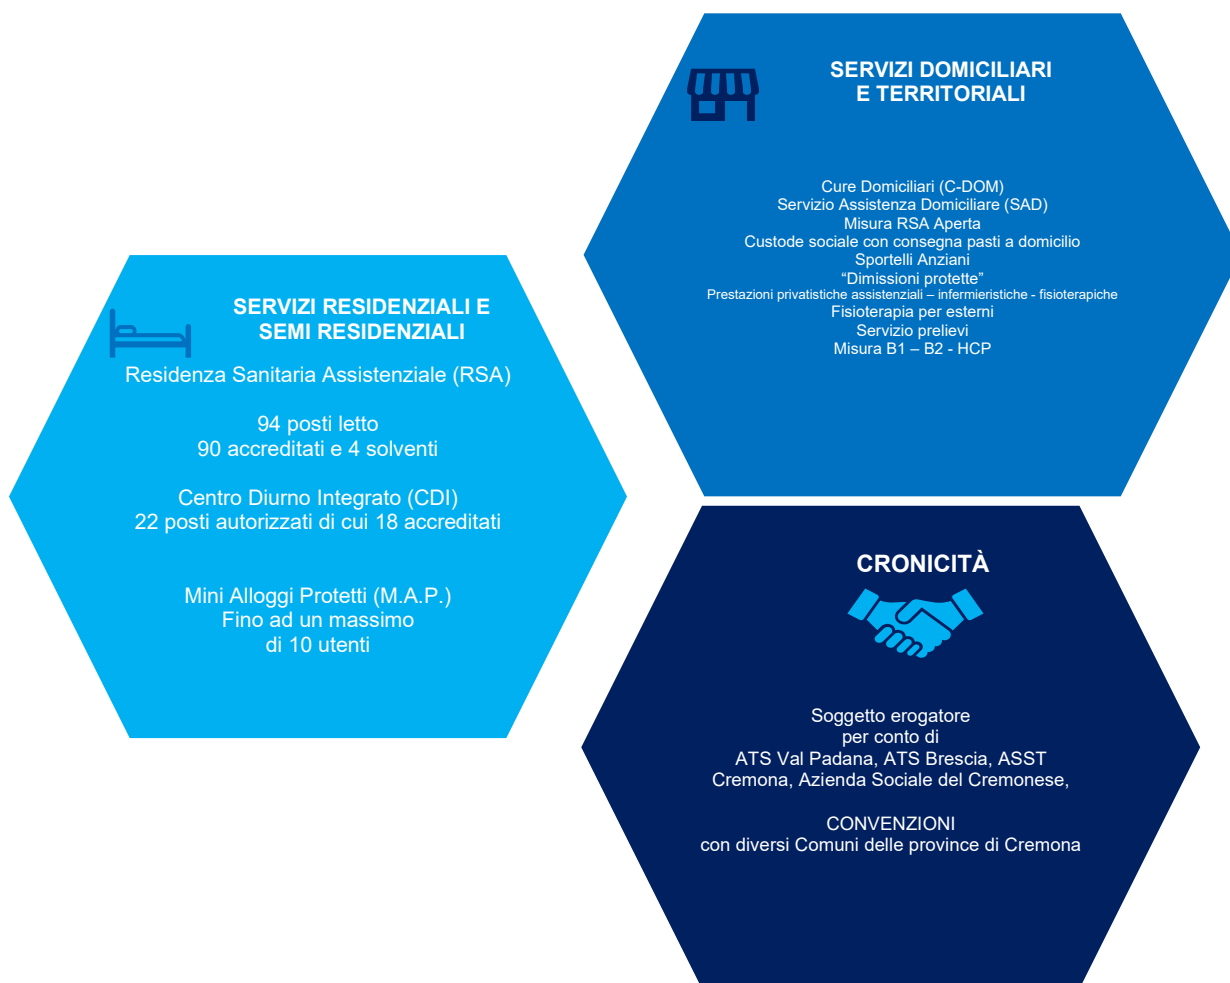 SERVIZI DOMICILIARI
E TERRITORIALI
Cure Domiciliari (C-DOM)
Servizio Assistenza Domiciliare (SAD)
Misura RSA Aperta
Custode sociale con consegna pasti a domicilio
Sportelli Anziani
“Dimissioni protette”
Prestazioni privatistiche assistenziali – infermieristiche - fisioterapiche
Fisioterapia per esterni
Servizio prelievi
Misura B1 – B2 - HCP
SERVIZI RESIDENZIALI E
SEMI RESIDENZIALI
Residenza Sanitaria Assistenziale (RSA)
94 posti letto
90 accreditati e 4 solventi
Centro Diurno Integrato (CDI)
22 posti autorizzati di cui 18 accreditati
Mini Alloggi Protetti (M.A.P.)
Fino ad un massimo
di 10 utenti
CRONICITÀ
Soggetto erogatore
per conto di
ATS Val Padana, ATS Brescia, ASST
Cremona, Azienda Sociale del Cremonese,
CONVENZIONI
con diversi Comuni delle province di Cremona